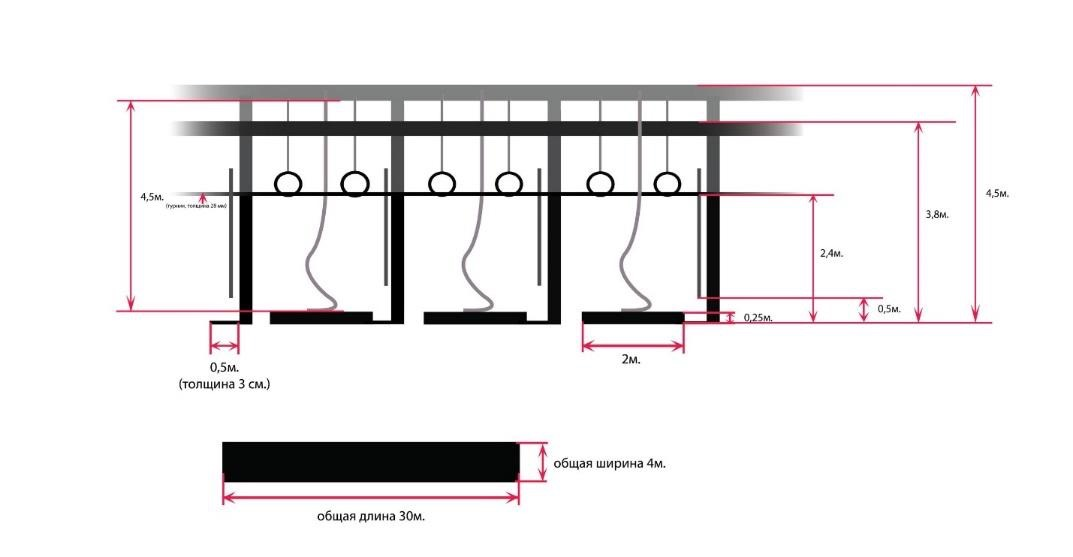 4,5м.
(турник, толщина 28 мм)
4,5м.
3,8м.
2,4м.
0,5м.
0,25м.
0,5м.
(толщина 3 см.)
2м.
общая ширина 4м.
общая длина 30м.